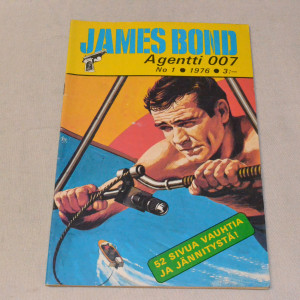 JAMES BOND
Agentti 007
No 1 • 1976 • 3:–
52 SIVUA VAUHTIA
JA JÄNNITYSTÄ!